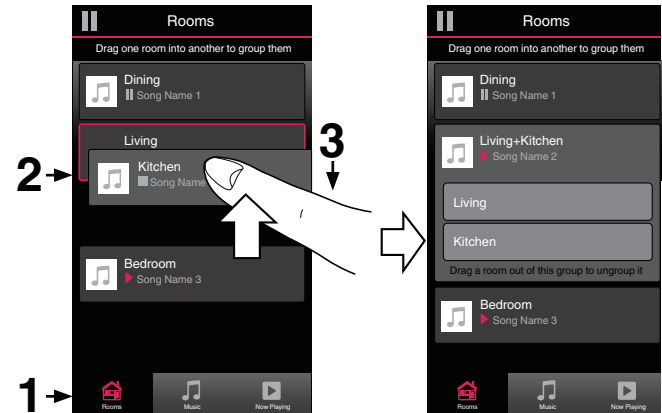 Rooms
Drag one room into another to group them
Dining
Song Name 1
Living
Kitchen
Song Name
Bedroom
Song Name 3
Rooms
Music
Now Playing
1
2
3
Rooms
Drag one room into another to group them
Dining
Song Name 1
Living+Kitchen
Song Name 2
Living
Kitchen
Drag a room out of this group to ungroup it
Bedroom
Song Name 3
Rooms
Music
Now Playing